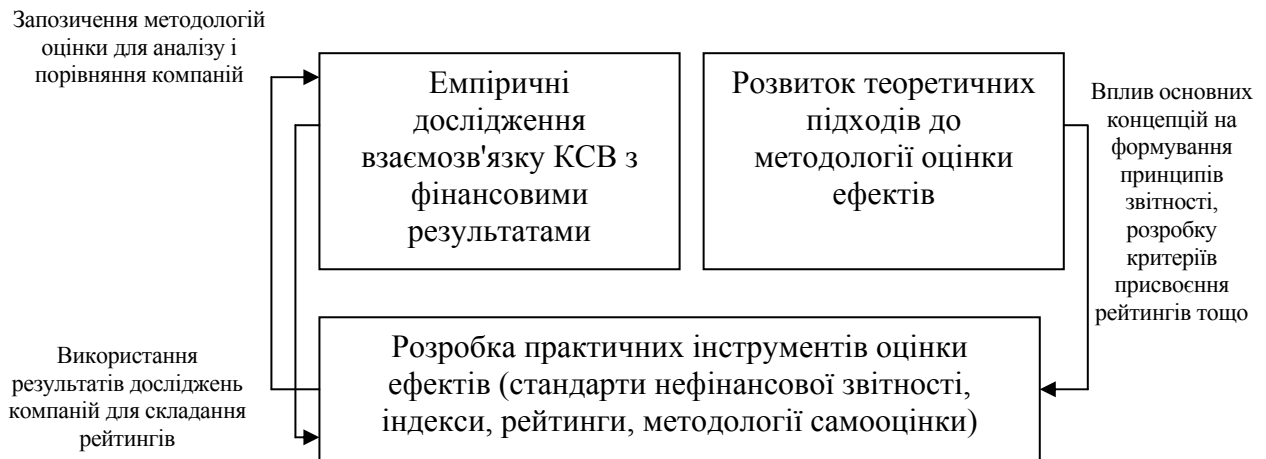 Запозичення методологій
оцінки для аналізу і
порівняння компаній
Емпіричні
дослідження
взаємозв'язку КСВ з
фінансовими
результатами
Розвиток теоретичних
підходів до
методології оцінки
ефектів
Вплив основних
концепцій на
формування
принципів
звітності,
розробку
критеріїв
присвоєння
рейтингів тощо
Використання
результатів досліджень
компаній для складання
рейтингів
Розробка практичних інструментів оцінки
ефектів (стандарти нефінансової звітності,
індекси, рейтинги, методології самооцінки)